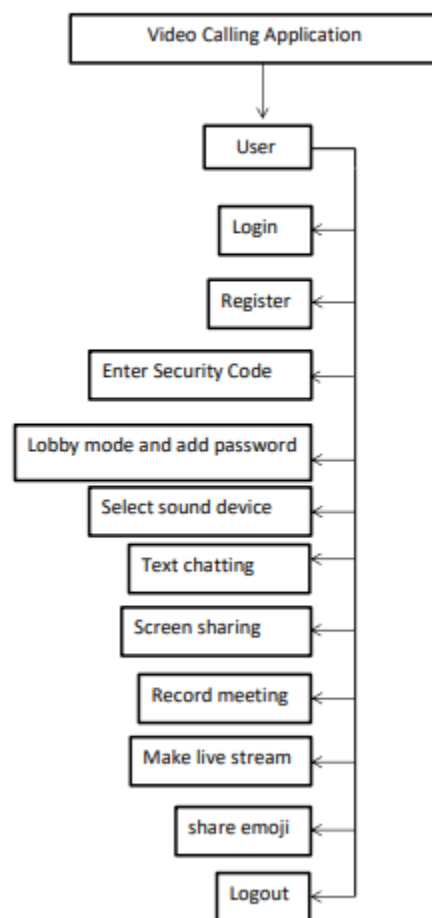 Video Calling Application
User
Login
Register
Enter Security Code
Lobby mode and add password
Select sound device
Text chatting
Screen sharing
Record meeting
Make live stream
share emoji
Logout